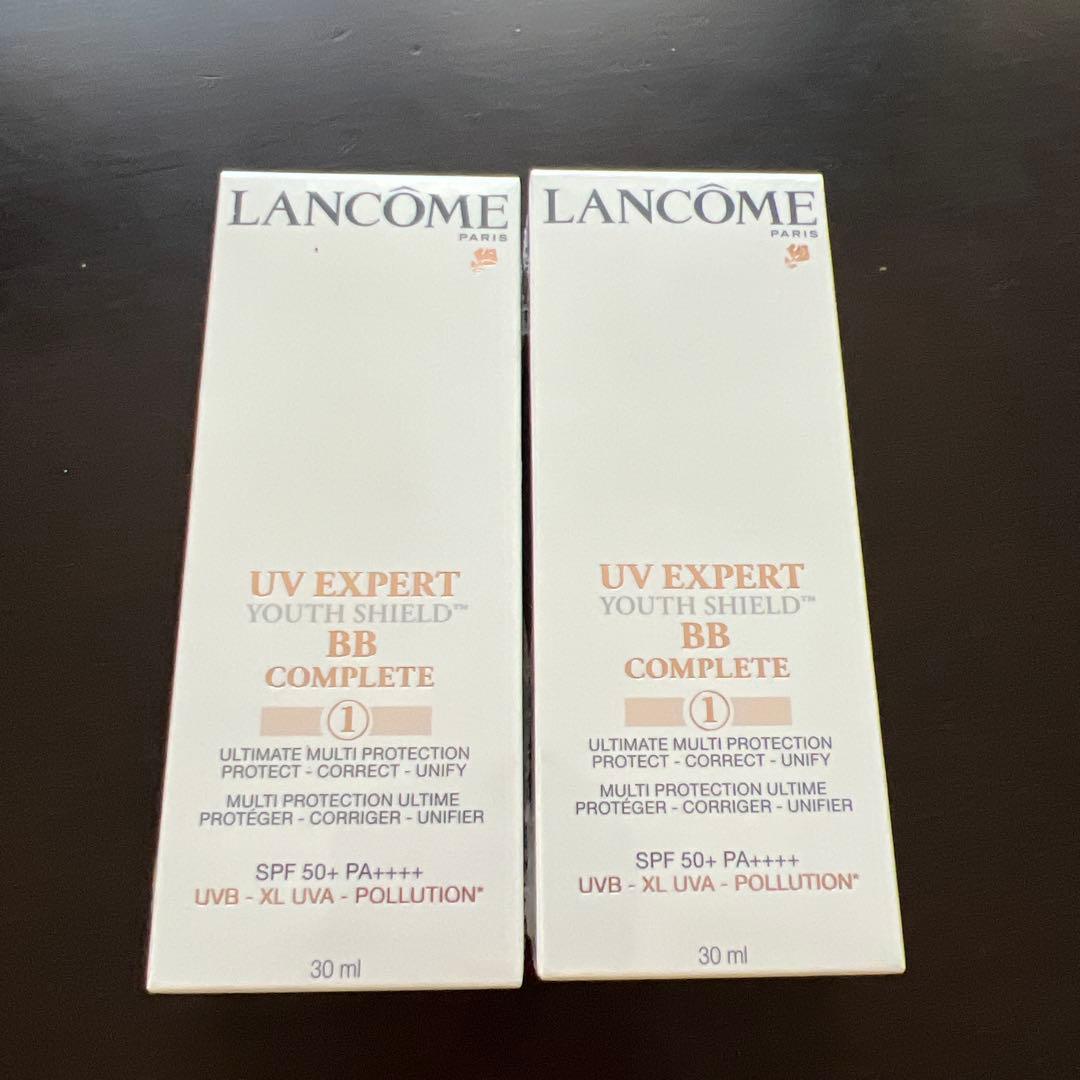 LANCÔME
PARIS
UV EXPERT
YOUTH SHIELD™
BB
COMPLETE
1
ULTIMATE MULTI PROTECTION
PROTECT - CORRECT - UNIFY
MULTI PROTECTION ULTIME
PROTÉGER - CORRIGER - UNIFIER
SPF 50+ PA++++
UVB - XL UVA - POLLUTION*
30 ml
LANCÔME
PARIS
UV EXPERT
YOUTH SHIELD™
BB
COMPLETE
1
ULTIMATE MULTI PROTECTION
PROTECT - CORRECT - UNIFY
MULTI PROTECTION ULTIME
PROTÉGER - CORRIGER - UNIFIER
SPF 50+ PA++++
UVB - XL UVA - POLLUTION*
30 ml